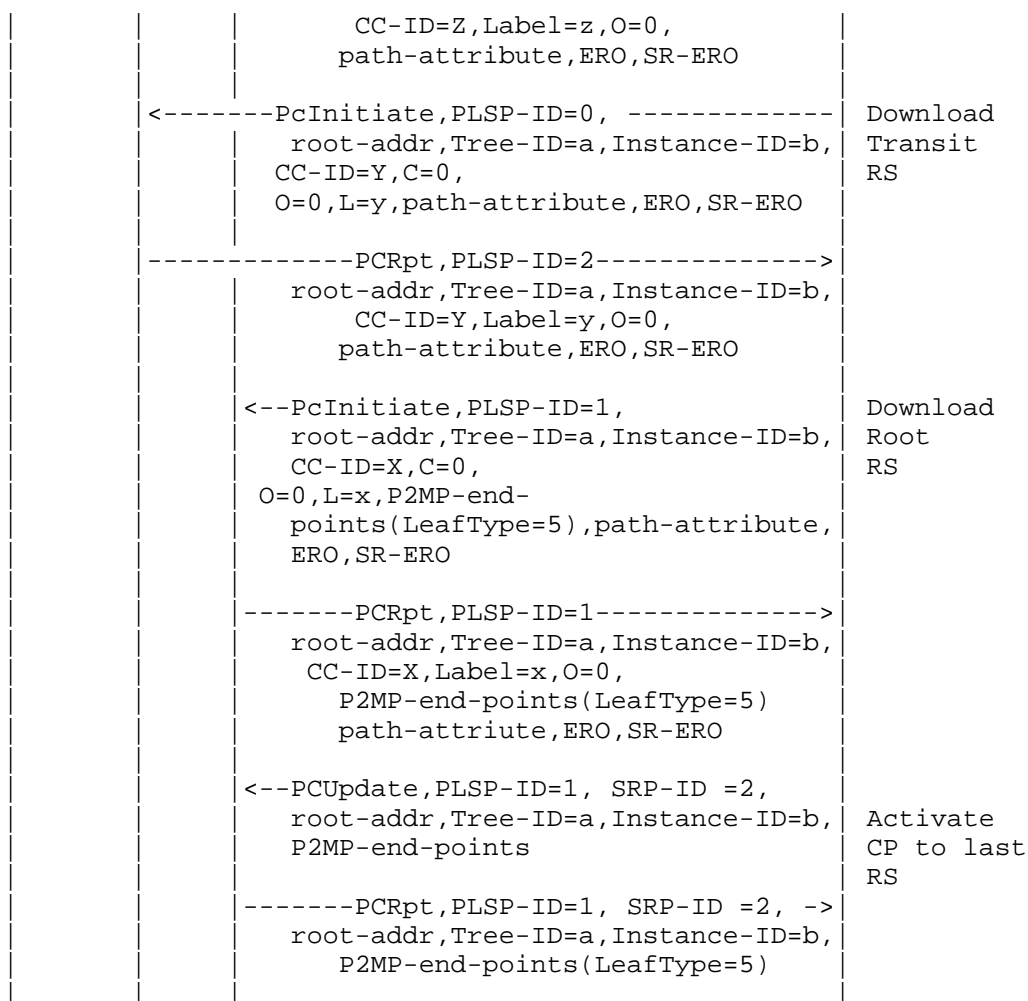 CC-ID=Z,Label=z,O=0,
path-attribute,ERO,SR-ERO
<-------PcInitiate,PLSP-ID=0, -------------| Download
root-addr,Tree-ID=a,Instance-ID=b,| Transit
CC-ID=Y,C=0, | RS
O=0,L=y,path-attribute,ERO,SR-ERO
-------------PCRpt,PLSP-ID=2-------------->
root-addr,Tree-ID=a,Instance-ID=b,
CC-ID=Y,Label=y,O=0,
path-attribute,ERO,SR-ERO
<--PcInitiate,PLSP-ID=1, | Download
root-addr,Tree-ID=a,Instance-ID=b,| Root
CC-ID=X,C=0, | RS
O=0,L=x,P2MP-end-
points(LeafType=5),path-attribute,
ERO,SR-ERO
-------PCRpt,PLSP-ID=1-------------->
root-addr,Tree-ID=a,Instance-ID=b,
CC-ID=X,Label=x,O=0,
P2MP-end-points(LeafType=5)
path-attriute,ERO,SR-ERO
<--PCUpdate,PLSP-ID=1, SRP-ID =2,
root-addr,Tree-ID=a,Instance-ID=b,| Activate
P2MP-end-points | CP to last
| RS
-------PCRpt,PLSP-ID=1, SRP-ID =2, ->
root-addr,Tree-ID=a,Instance-ID=b,
P2MP-end-points(LeafType=5)